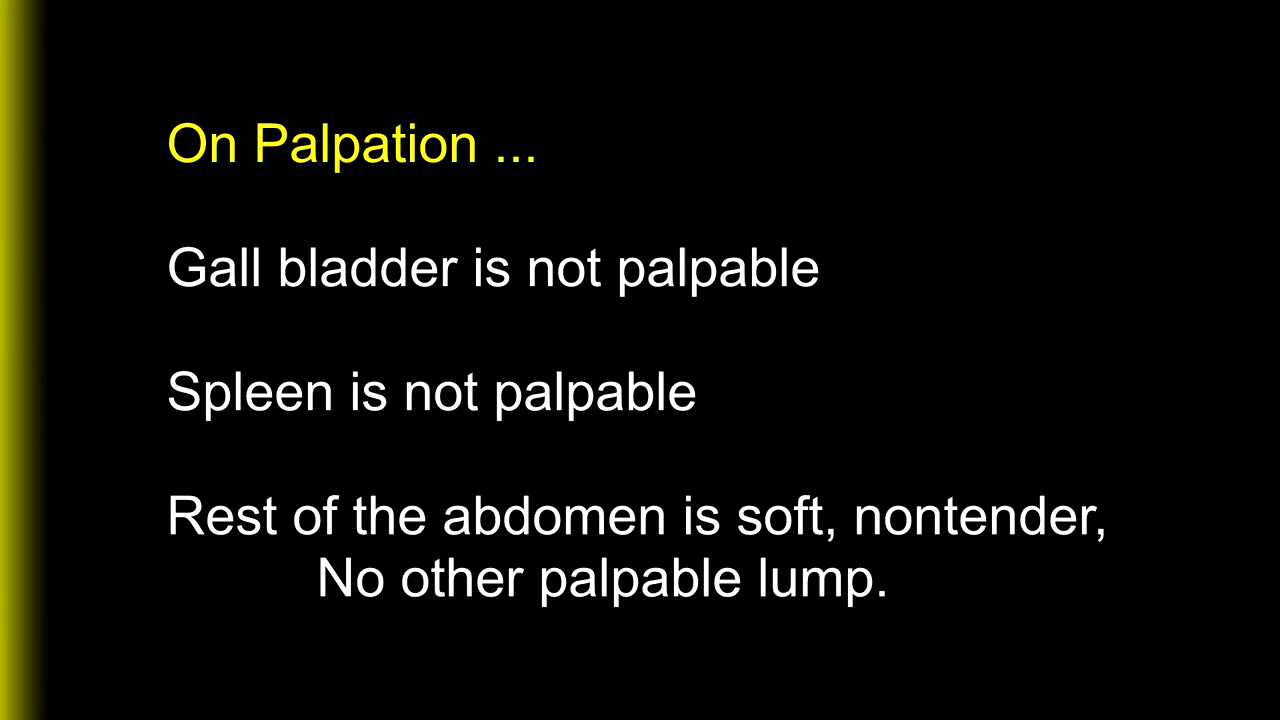 On Palpation ...
Gall bladder is not palpable
Spleen is not palpable
Rest of the abdomen is soft, nontender,
No other palpable lump.